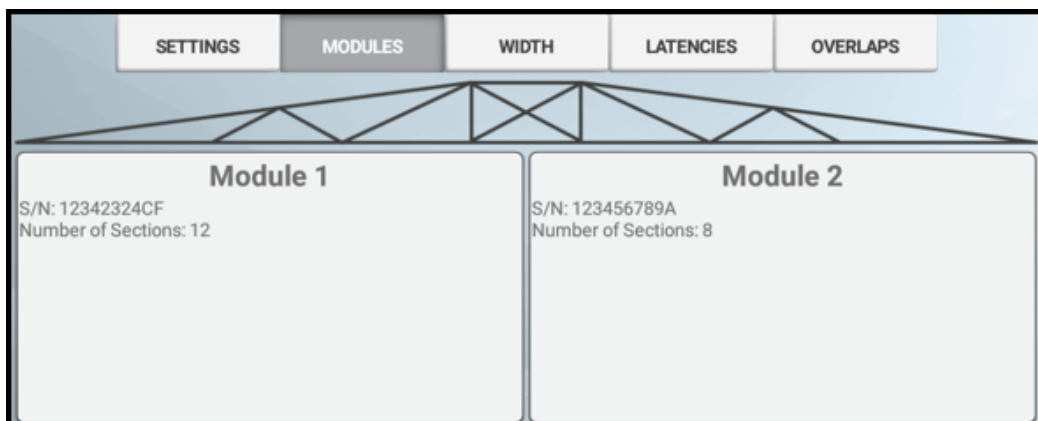 SETTINGS MODULES WIDTH LATENCIES OVERLAPS
Module 1
S/N: 12342324CF
Number of Sections: 12
Module 2
S/N: 123456789A
Number of Sections: 8